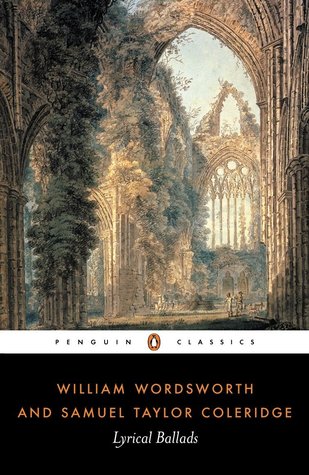 PENGUIN CLASSICS
WILLIAM WORDSWORTH
AND SAMUEL TAYLOR COLERIDGE
Lyrical Ballads